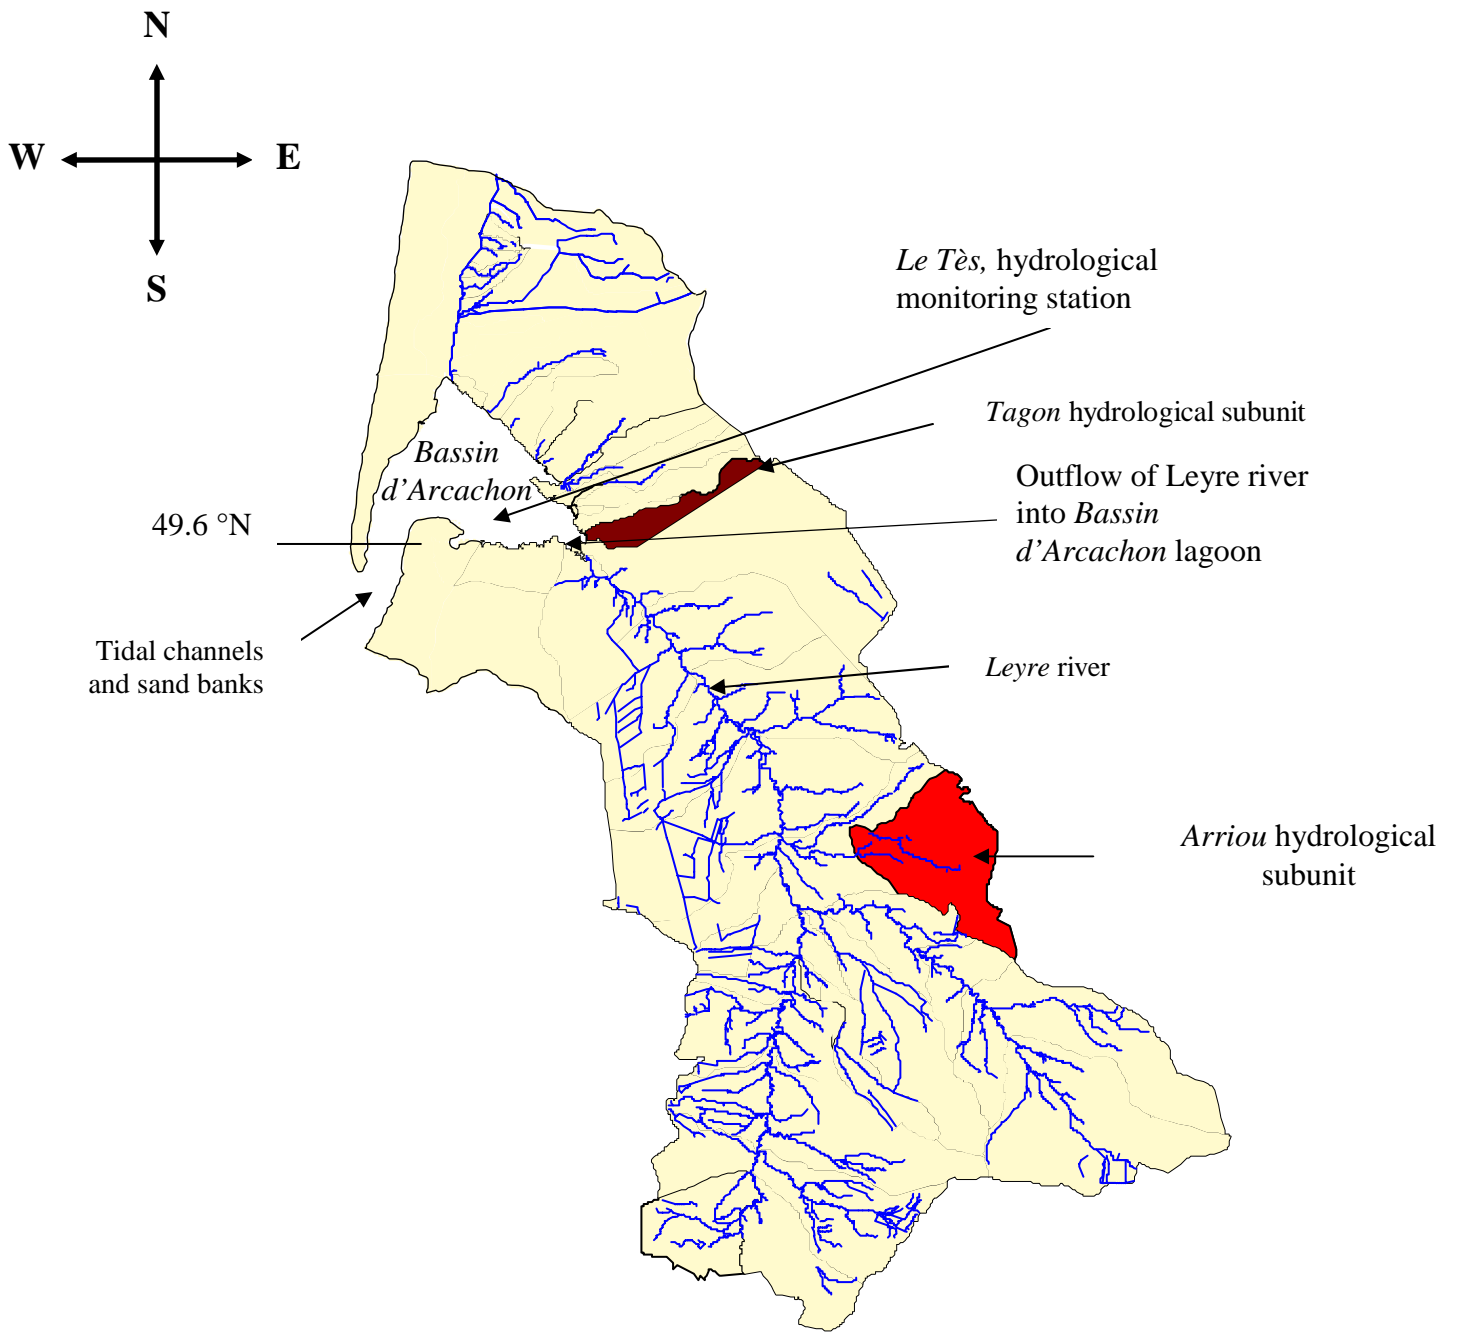 N
W
E
S
Le Tès, hydrological
monitoring station
Tagon hydrological subunit
Bassin
d’Arcachon
Outflow of Leyre river
into Bassin
d’Arcachon lagoon
49.6 °N
Tidal channels
and sand banks
Leyre river
Arriou hydrological
subunit